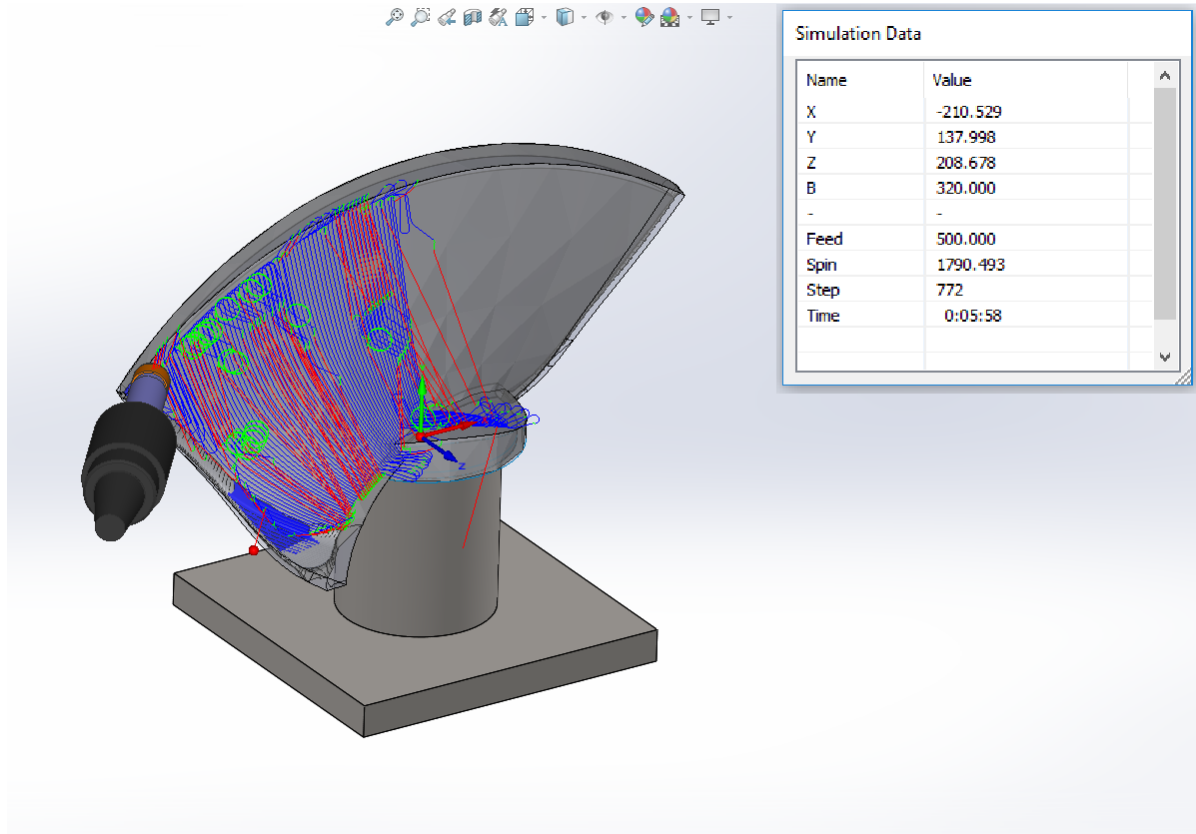 Simulation Data
Name Value
X -210.529
Y 137.998
Z 208.678
B 320.000
- -
Feed 500.000
Spin 1790.493
Step 772
Time 0:05:58
Y
Z